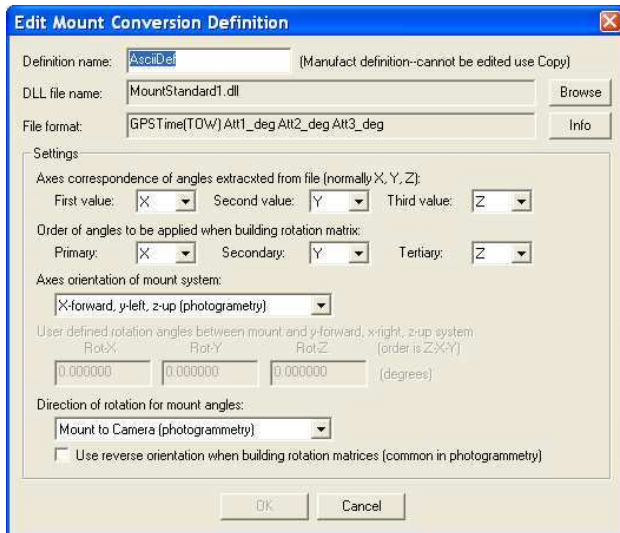 Edit Mount Conversion Definition
Definition name: AsciiDef (Manufact definition--cannot be edited use Copy)
DLL file name: MountStandard1.dll Browse
File format: GPSTime(TOW) Att1_deg Att2_deg Att3_deg Info
Settings
Axes correspondence of angles extracxted from file (normally X, Y, Z):
First value: X Second value: Y Third value: Z
Order of angles to be applied when building rotation matrix:
Primary: X Secondary: Y Tertiary: Z
Axes orientation of mount system:
X-forward, y-left, z-up (photogrametry)
User defined rotation angles between mount and y-forward, x-right, z-up system
Rot-X Rot-Y Rot-Z (order is Z-X-Y)
0.000000 0.000000 0.000000 (degrees)
Direction of rotation for mount angles:
Mount to Camera (photogrammetry)
Use reverse orientation when building rotation matrices (common in photogrammetry)
OK Cancel